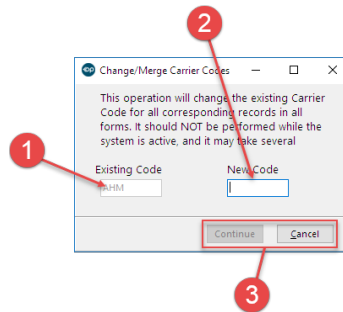 2
Change/Merge Carrier Codes
This operation will change the existing Carrier
Code for all corresponding records in all
forms. It should NOT be performed while the
system is active, and it may take several
1
Existing Code New Code
AHM
Continue Cancel
3